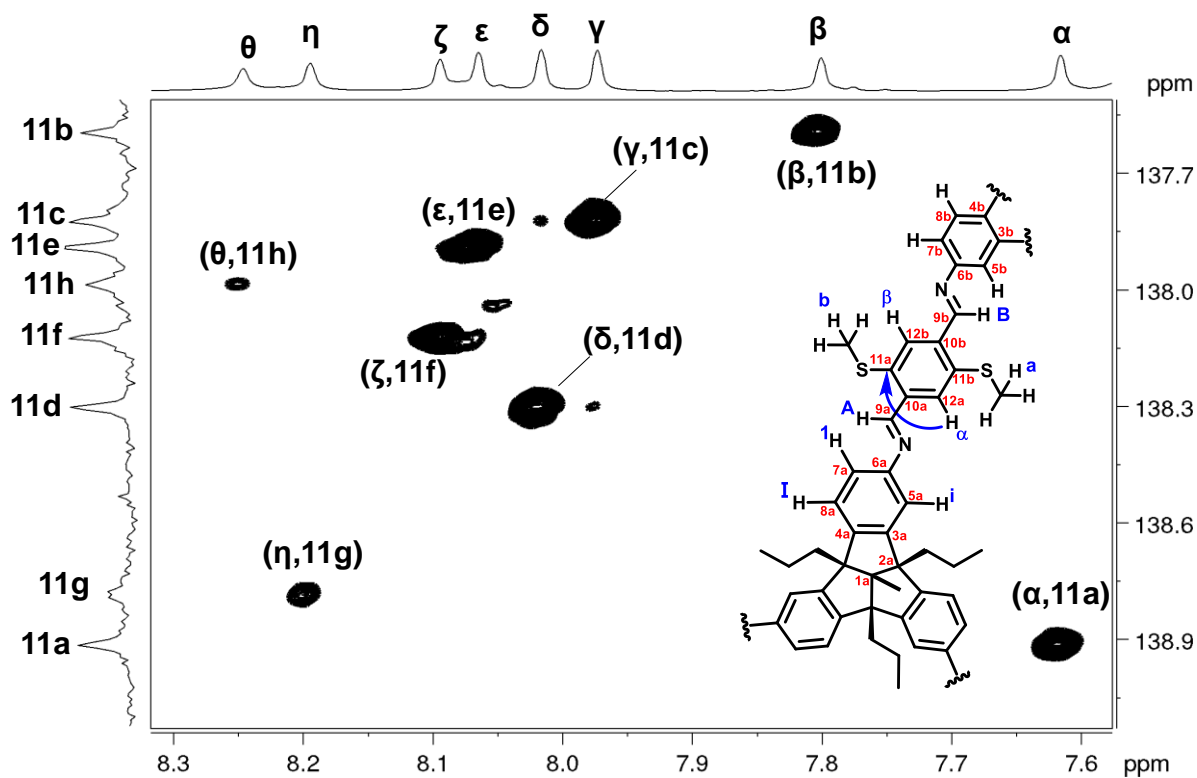 θ η ζ ε δ γ β α
ppm
11b
11c
11e
11h
11f
11d
11g
11a
(β,11b)
(γ,11c)
(ε,11e)
(θ,11h)
(ζ,11f)
(δ,11d)
(η,11g)
(α,11a)
137.7
138.0
138.3
138.6
138.9
H 8b 4b
H 7b 3b
6b 5b
N H
9b H B
b β H
H H 12b 10b
H 11a
S 11b S H a
10a 12a H H
A H 9a H α
N
1 H 6a
7a
I H 5a H i
8a
4a 3a
2a
1a
8.3 8.2 8.1 8.0 7.9 7.8 7.7 7.6 ppm